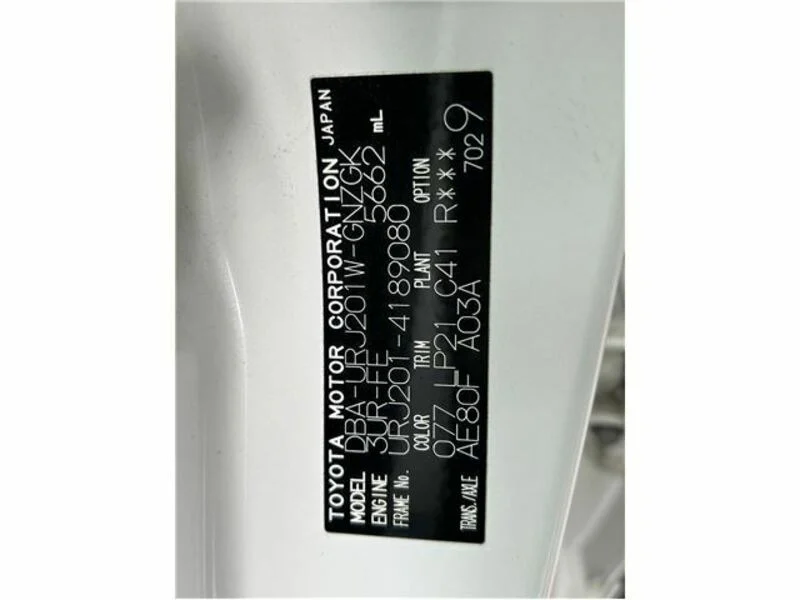 TOYOTA MOTOR CORPORATION JAPAN
MODEL DBA-URJ201W-GNZGK
ENGINE 3UR-FE 5662 mL
FRAME No. URJ201-4189080
COLOR TRIM PLANT OPTION
077 LP21 C41 R***
TRANS./AXLE AE80F A03A 7029